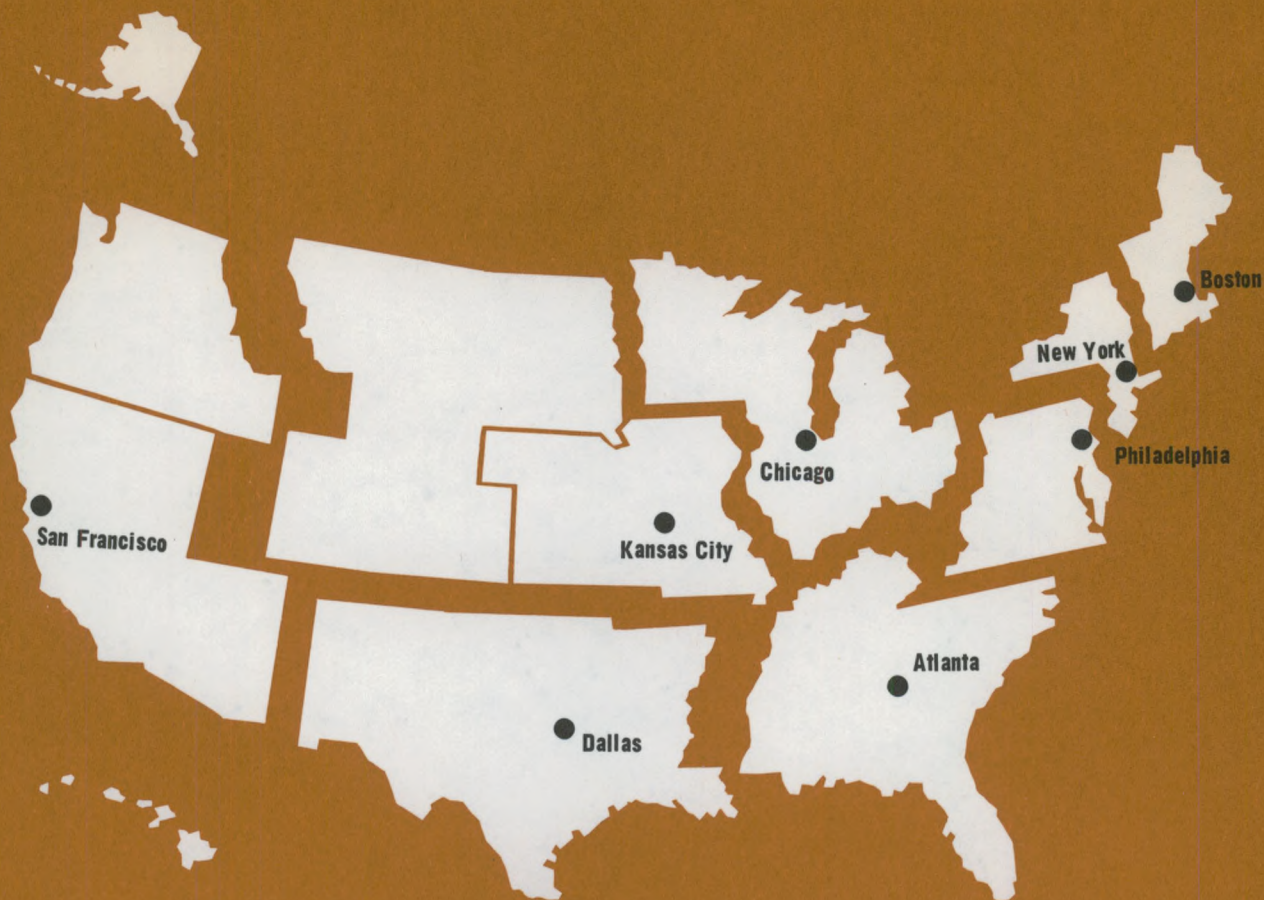 Boston
New York
Philadelphia
Chicago
San Francisco
Kansas City
Atlanta
Dallas